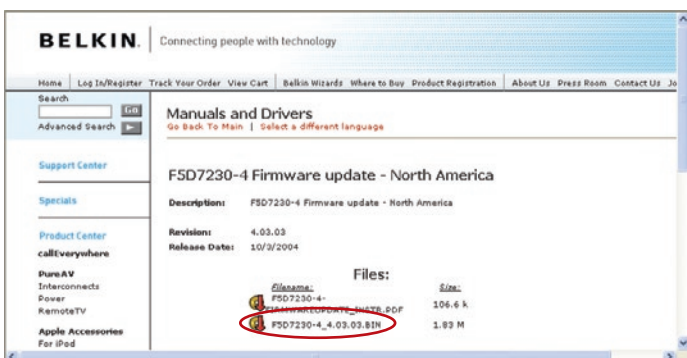 BELKIN. Connecting people with technology
Home Log In/Register Track Your Order View Cart Belkin Wizards Where to Buy Product Registration About Us Press Room Contact Us Jo
Search
Go
Advanced Search
Support Center
Specials
Product Center
callEverywhere
PureAV
Interconnects
Power
RemoteTV
Apple Accessories
For iPod
Manuals and Drivers
Go Back To Main | Select a different language
F5D7230-4 Firmware update - North America
Description: F5D7230-4 Firmware update - North America
Revision: 4.03.03
Release Date: 10/3/2004
Files:
Filename: Size:
F5D7230-4-
FIRMWAREUPDATE_INSTR.PDF 106.6 k
F5D7230-4_4.03.03.BIN 1.83 M